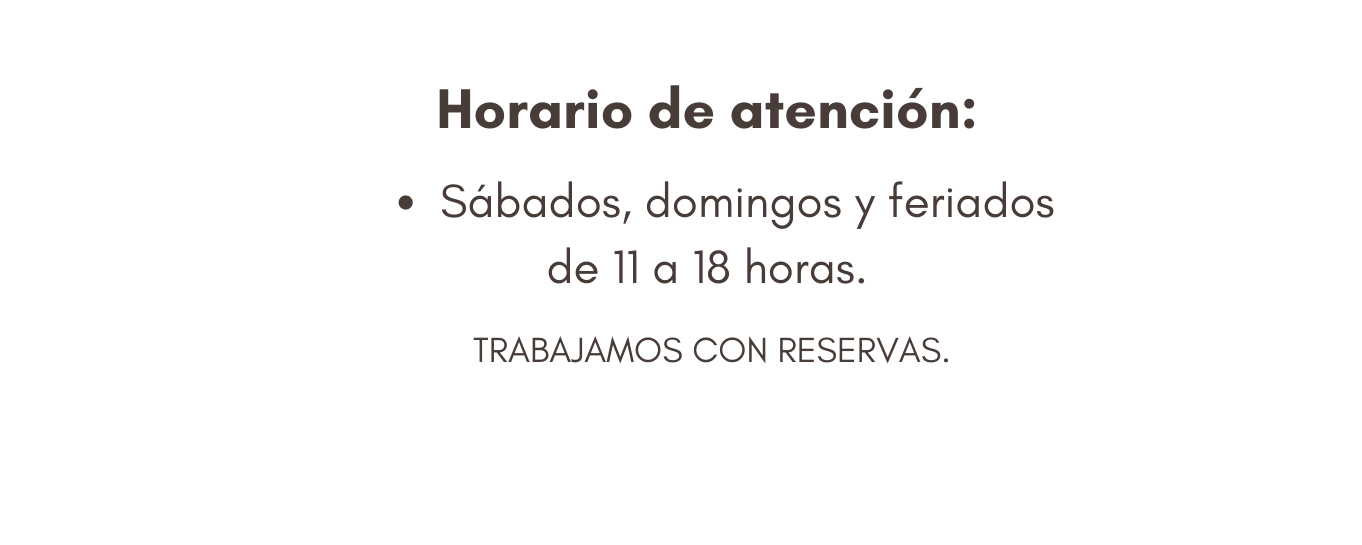 Horario de atención:
• Sábados, domingos y feriados
de 11 a 18 horas.
TRABAJAMOS CON RESERVAS.